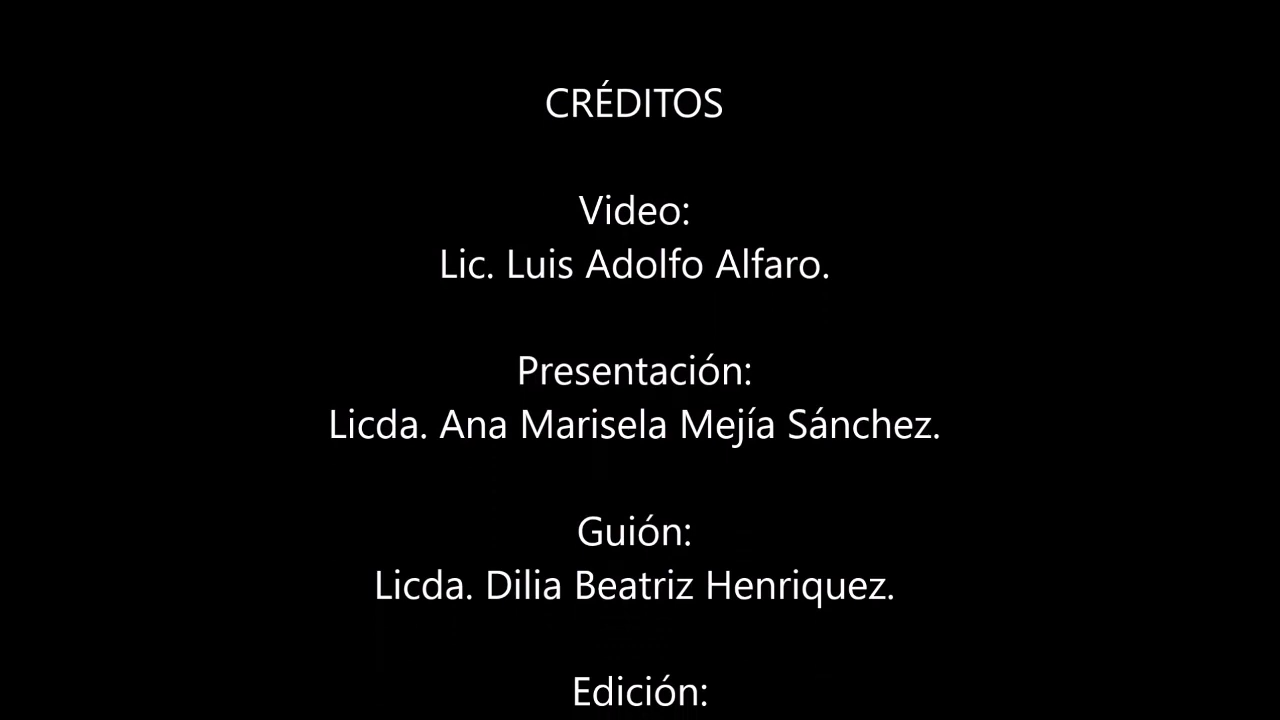 CRÉDITOS
Video:
Lic. Luis Adolfo Alfaro.
Presentación:
Licda. Ana Marisela Mejía Sánchez.
Guión:
Licda. Dilia Beatriz Henriquez.
Edición: